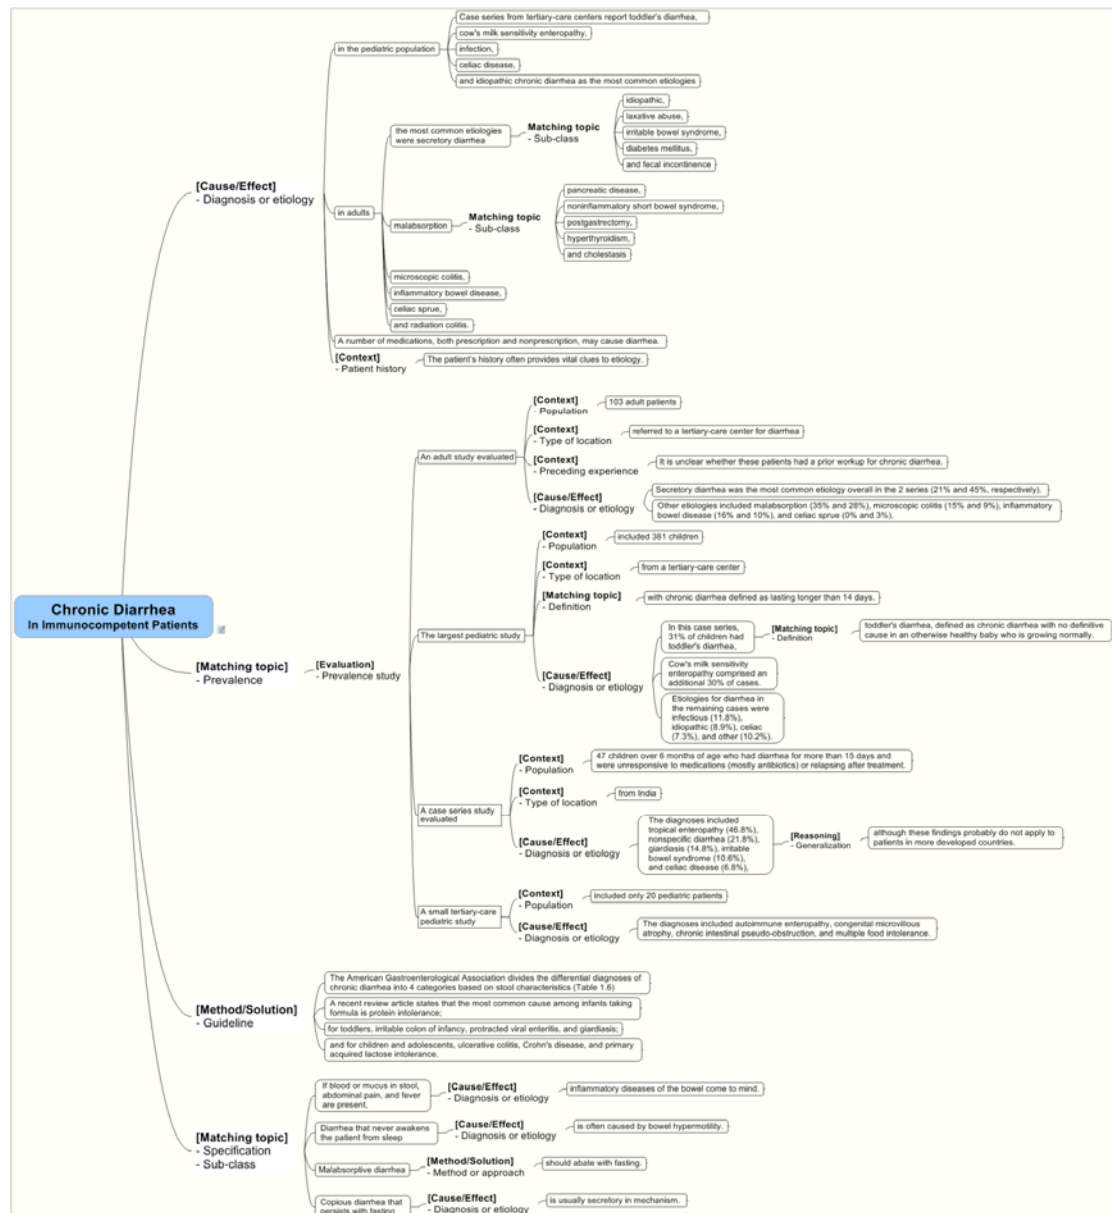 Case series from tertiary-care centers report toddler's diarrhea,
cow's milk sensitivity enteropathy,
in the pediatric population
infection,
celiac disease,
and idiopathic chronic diarrhea as the most common etiologies
idiopathic,
laxative abuse,
the most common etiologies
were secretory diarrhea
Matching topic
- Sub-class
irritable bowel syndrome,
diabetes mellitus,
and fecal incontinence
[Cause/Effect]
- Diagnosis or etiology
in adults
pancreatic disease,
noninflammatory short bowel syndrome,
malabsorption
Matching topic
- Sub-class
postgastrectomy,
hyperthyroidism,
and cholestasis
microscopic colitis,
inflammatory bowel disease,
celiac sprue,
and radiation colitis.
A number of medications, both prescription and nonprescription, may cause diarrhea.
[Context]
- Patient history
The patient's history often provides vital clues to etiology.
Chronic Diarrhea
In Immunocompetent Patients
[Matching topic]
- Prevalence
[Evaluation]
- Prevalence study
An adult study evaluated
[Context]
- Population
103 adult patients
[Context]
- Type of location
referred to a tertiary-care center for diarrhea
[Context]
- Preceding experience
It is unclear whether these patients had a prior workup for chronic diarrhea.
[Cause/Effect]
- Diagnosis or etiology
Secretory diarrhea was the most common etiology overall in the 2 series (21% and 45%, respectively).
Other etiologies included malabsorption (35% and 28%), microscopic colitis (15% and 9%), inflammatory
bowel disease (16% and 10%), and celiac sprue (0% and 3%).
The largest pediatric study
[Context]
- Population
included 381 children
[Context]
- Type of location
from a tertiary-care center
[Matching topic]
- Definition
with chronic diarrhea defined as lasting longer than 14 days.
[Cause/Effect]
- Diagnosis or etiology
In this case series,
31% of children had
toddler's diarrhea,
[Matching topic]
- Definition
toddler's diarrhea, defined as chronic diarrhea with no definitive
cause in an otherwise healthy baby who is growing normally.
Cow's milk sensitivity
enteropathy comprised an
additional 30% of cases.
Etiologies for diarrhea in
the remaining cases were
infectious (11.8%),
idiopathic (8.9%), celiac
(7.3%), and other (10.2%).
A case series study
evaluated
[Context]
- Population
47 children over 6 months of age who had diarrhea for more than 15 days and
were unresponsive to medications (mostly antibiotics) or relapsing after treatment.
[Context]
- Type of location
from India
[Cause/Effect]
- Diagnosis or etiology
The diagnoses included
tropical enteropathy (46.8%),
nonspecific diarrhea (21.8%),
giardiasis (14.8%), irritable
bowel syndrome (10.6%),
and celiac disease (6.8%),
[Reasoning]
- Generalization
although these findings probably do not apply to
patients in more developed countries.
A small tertiary-care
pediatric study
[Context]
- Population
included only 20 pediatric patients
[Cause/Effect]
- Diagnosis or etiology
The diagnoses included autoimmune enteropathy, congenital microvillous
atrophy, chronic intestinal pseudo-obstruction, and multiple food intolerance.
[Method/Solution]
- Guideline
The American Gastroenterological Association divides the differential diagnoses of
chronic diarrhea into 4 categories based on stool characteristics (Table 1.6)
A recent review article states that the most common cause among infants taking
formula is protein intolerance;
for toddlers, irritable colon of infancy, protracted viral enteritis, and giardiasis;
and for children and adolescents, ulcerative colitis, Crohn's disease, and primary
acquired lactose intolerance.
[Matching topic]
- Specification
- Sub-class
If blood or mucus in stool,
abdominal pain, and fever
are present,
[Cause/Effect]
- Diagnosis or etiology
inflammatory diseases of the bowel come to mind.
Diarrhea that never awakens
the patient from sleep
[Cause/Effect]
- Diagnosis or etiology
is often caused by bowel hypermotility.
Malabsorptive diarrhea
[Method/Solution]
- Method or approach
should abate with fasting.
Copious diarrhea that
persists with fasting
[Cause/Effect]
- Diagnosis or etiology
is usually secretory in mechanism.